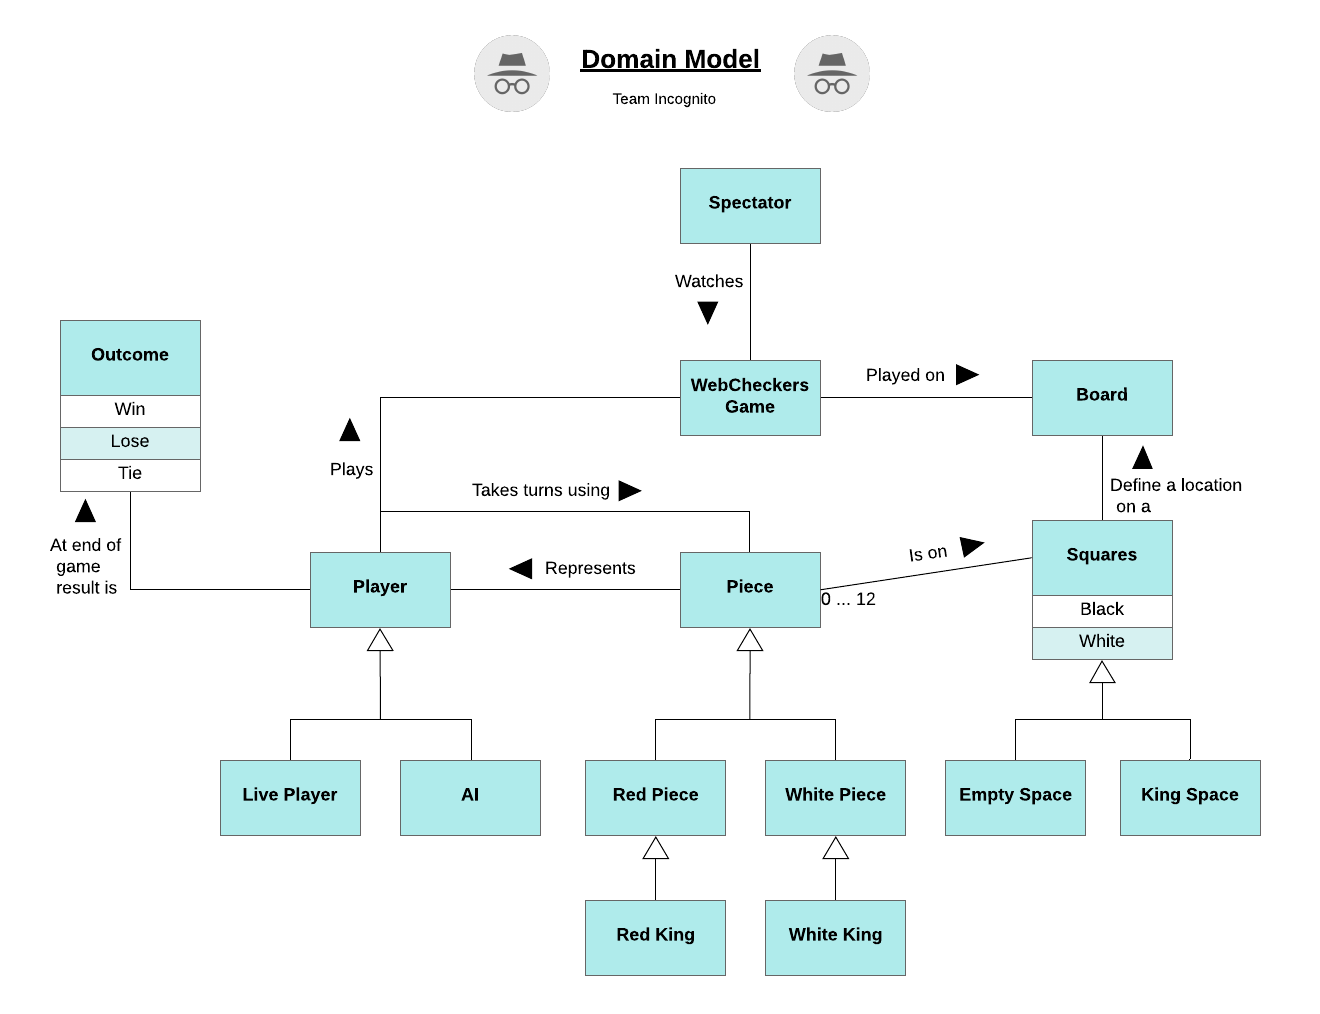 Domain Model
Team Incognito
Spectator
Watches
Outcome
Win
Lose
Tie
WebCheckers
Game
Played on
Board
Plays
Takes turns using
Define a location
on a
At end of
game
result is
Player
Represents
Piece
0 ... 12
Is on
Squares
Black
White
Live Player
AI
Red Piece
White Piece
Empty Space
King Space
Red King
White King